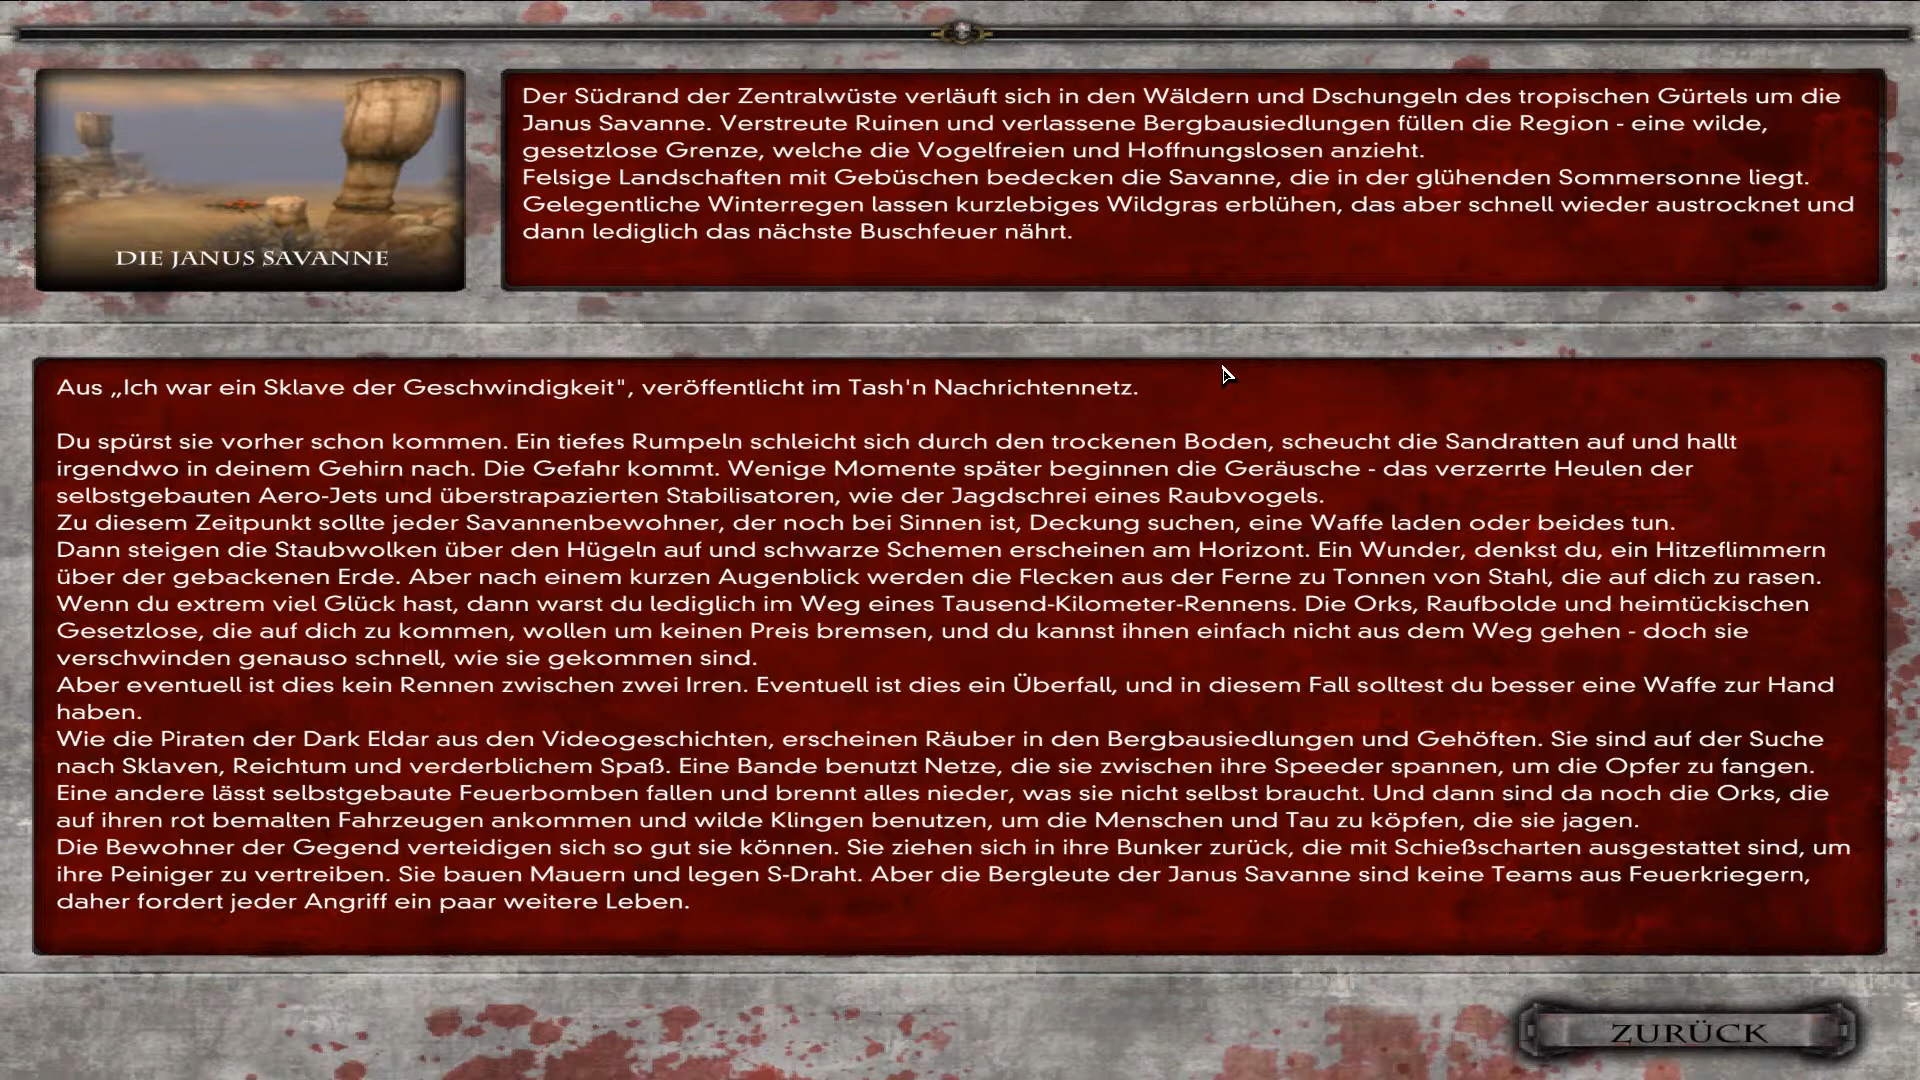 Der Südrand der Zentralwüste verläuft sich in den Wäldern und Dschungeln des tropischen Gürtels um die
Janus Savanne. Verstreute Ruinen und verlassene Bergbausiedlungen füllen die Region - eine wilde,
gesetzlose Grenze, welche die Vogelfreien und Hoffnungslosen anzieht.
Felsige Landschaften mit Gebüschen bedecken die Savanne, die in der glühenden Sommersonne liegt.
Gelegentliche Winterregen lassen kurzlebiges Wildgras erblühen, das aber schnell wieder austrocknet und
dann lediglich das nächste Buschfeuer nährt.
DIE JANUS SAVANNE
Aus „Ich war ein Sklave der Geschwindigkeit", veröffentlicht im Tash'n Nachrichtennetz.
Du spürst sie vorher schon kommen. Ein tiefes Rumpeln schleicht sich durch den trockenen Boden, scheucht die Sandratten auf und hallt
irgendwo in deinem Gehirn nach. Die Gefahr kommt. Wenige Momente später beginnen die Geräusche - das verzerrte Heulen der
selbstgebauten Aero-Jets und überstrapazierten Stabilisatoren, wie der Jagdschrei eines Raubvogels.
Zu diesem Zeitpunkt sollte jeder Savannenbewohner, der noch bei Sinnen ist, Deckung suchen, eine Waffe laden oder beides tun.
Dann steigen die Staubwolken über den Hügeln auf und schwarze Schemen erscheinen am Horizont. Ein Wunder, denkst du, ein Hitzeflimmern
über der gebackenen Erde. Aber nach einem kurzen Augenblick werden die Flecken aus der Ferne zu Tonnen von Stahl, die auf dich zu rasen.
Wenn du extrem viel Glück hast, dann warst du lediglich im Weg eines Tausend-Kilometer-Rennens. Die Orks, Raufbolde und heimtückischen
Gesetzlose, die auf dich zu kommen, wollen um keinen Preis bremsen, und du kannst ihnen einfach nicht aus dem Weg gehen - doch sie
verschwinden genauso schnell, wie sie gekommen sind.
Aber eventuell ist dies kein Rennen zwischen zwei Irren. Eventuell ist dies ein Überfall, und in diesem Fall solltest du besser eine Waffe zur Hand
haben.
Wie die Piraten der Dark Eldar aus den Videogeschichten, erscheinen Räuber in den Bergbausiedlungen und Gehöften. Sie sind auf der Suche
nach Sklaven, Reichtum und verderblichem Spaß. Eine Bande benutzt Netze, die sie zwischen ihre Speeder spannen, um die Opfer zu fangen.
Eine andere lässt selbstgebaute Feuerbomben fallen und brennt alles nieder, was sie nicht selbst braucht. Und dann sind da noch die Orks, die
auf ihren rot bemalten Fahrzeugen ankommen und wilde Klingen benutzen, um die Menschen und Tau zu köpfen, die sie jagen.
Die Bewohner der Gegend verteidigen sich so gut sie können. Sie ziehen sich in ihre Bunker zurück, die mit Schießscharten ausgestattet sind, um
ihre Peiniger zu vertreiben. Sie bauen Mauern und legen S-Draht. Aber die Bergleute der Janus Savanne sind keine Teams aus Feuerkriegern,
daher fordert jeder Angriff ein paar weitere Leben.
ZURÜCK